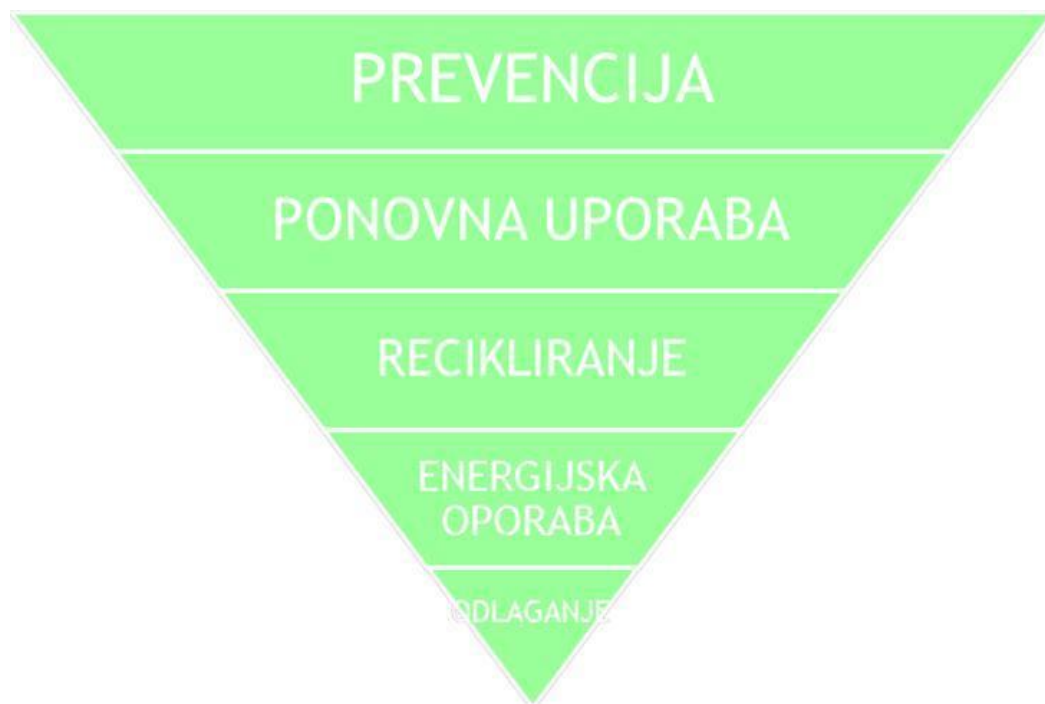 PREVENCIJA
PONOVNA UPORABA
RECIKLIRANJE
ENERGIJSKA
OPORABA
ODLAGANJE